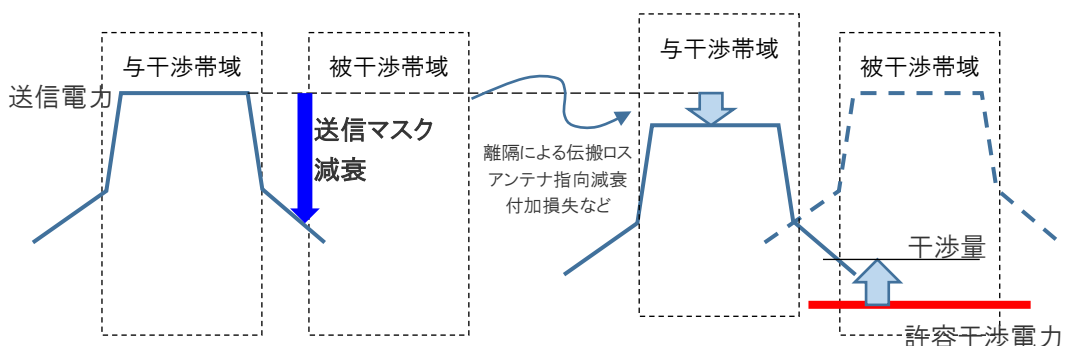 与干渉帯域
被干渉帯域
与干渉帯域
被干渉帯域
送信電力
送信マスク
減衰
離隔による伝搬ロス
アンテナ指向減衰
付加損失など
干渉量
許容干渉電力